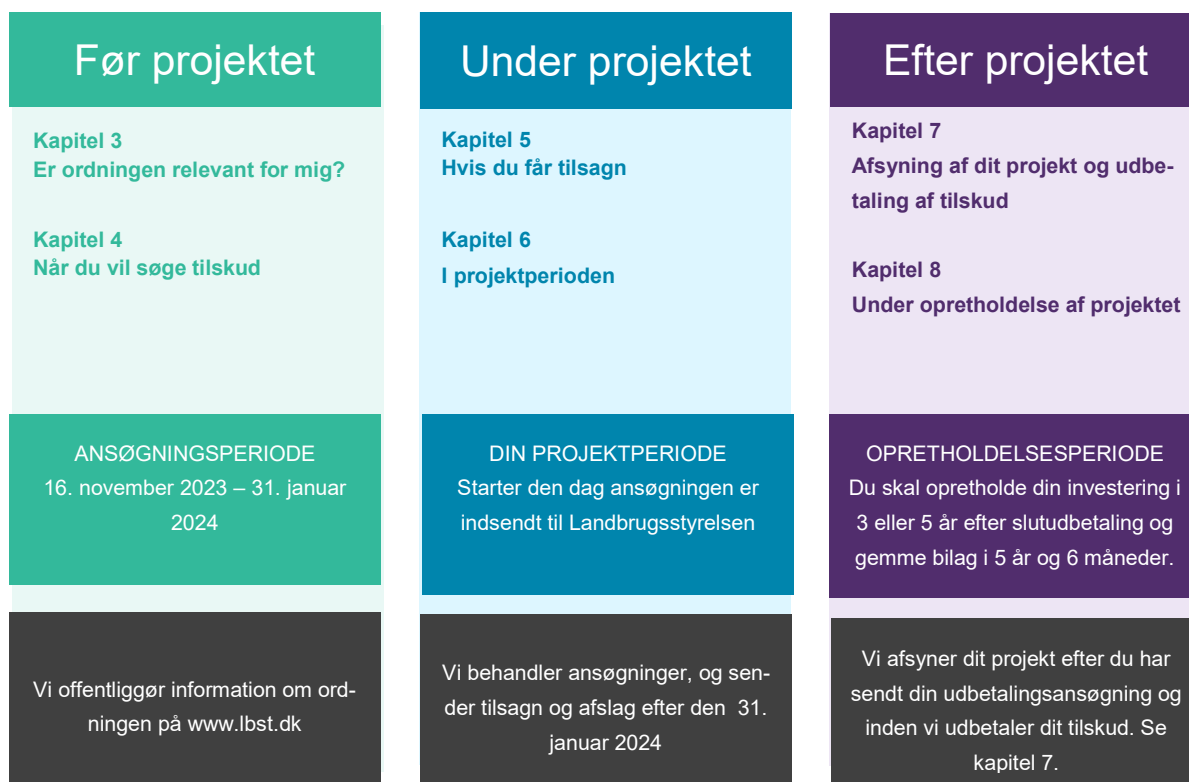 Før projektet
Kapitel 3
Er ordningen relevant for mig?
Kapitel 4
Når du vil søge tilskud
ANSØGNINGSPERIODE
16. november 2023 – 31. januar
2024
Vi offentliggør information om ord-
ningen på www.lbst.dk
Under projektet
Kapitel 5
Hvis du får tilsagn
Kapitel 6
I projektperioden
DIN PROJEKTPERIODE
Starter den dag ansøgningen er
indsendt til Landbrugsstyrelsen
Vi behandler ansøgninger, og sen-
der tilsagn og afslag efter den 31.
januar 2024
Efter projektet
Kapitel 7
Afsyning af dit projekt og udbe-
taling af tilskud
Kapitel 8
Under opretholdelse af projektet
OPRETHOLDELSESPERIODE
Du skal opretholde din investering i
3 eller 5 år efter slutudbetaling og
gemme bilag i 5 år og 6 måneder.
Vi afsyner dit projekt efter du har
sendt din udbetalingsansøgning og
inden vi udbetaler dit tilskud. Se
kapitel 7.